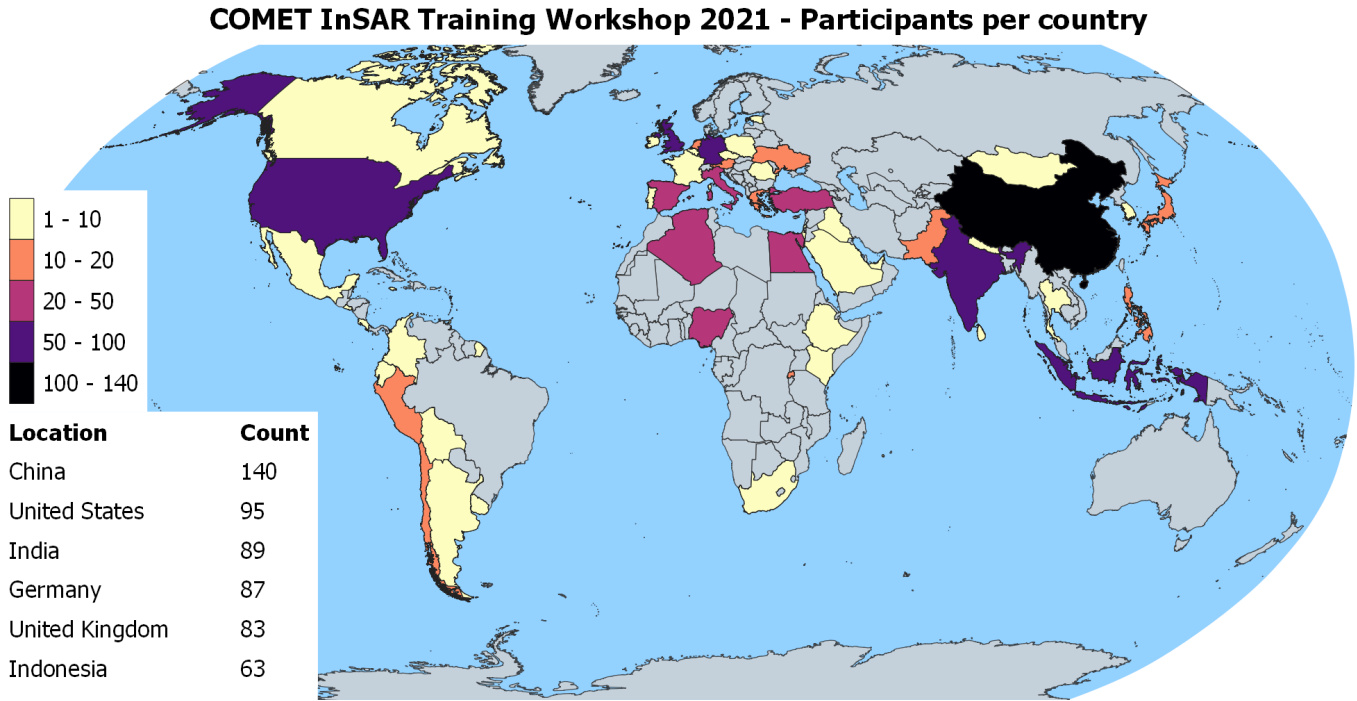 COMET InSAR Training Workshop 2021 - Participants per country
1 - 10
10 - 20
20 - 50
50 - 100
100 - 140
Location Count
China 140
United States 95
India 89
Germany 87
United Kingdom 83
Indonesia 63